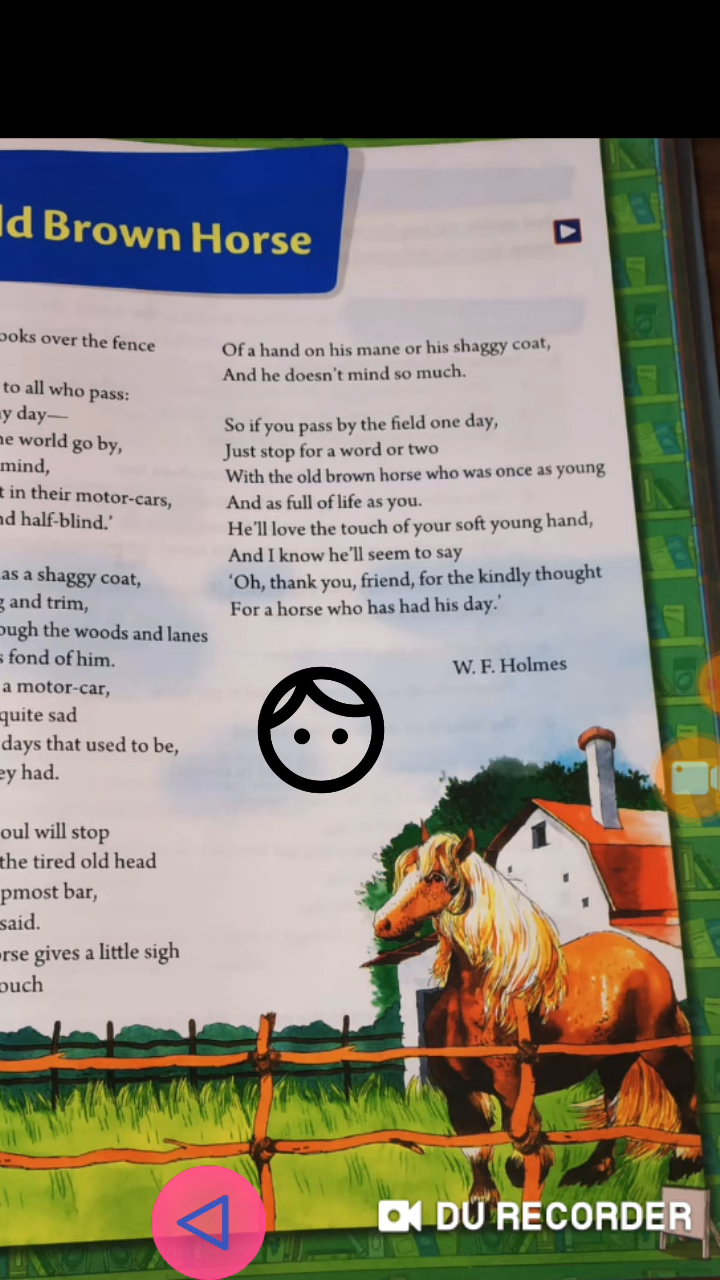 ld Brown Horse
ooks over the fence
to all who pass:
y day—
e world go by,
mind,
t in their motor-cars,
d half-blind.’
as a shaggy coat,
g and trim,
ough the woods and lanes
s fond of him.
a motor-car,
quite sad
days that used to be,
ey had.
oul will stop
the tired old head
pmost bar,
said.
rse gives a little sigh
ouch
Of a hand on his mane or his shaggy coat,
And he doesn’t mind so much.
So if you pass by the field one day,
Just stop for a word or two
With the old brown horse who was once as young
And as full of life as you.
He’ll love the touch of your soft young hand,
And I know he’ll seem to say
‘Oh, thank you, friend, for the kindly thought
For a horse who has had his day.’
W. F. Holmes
DU RECORDER